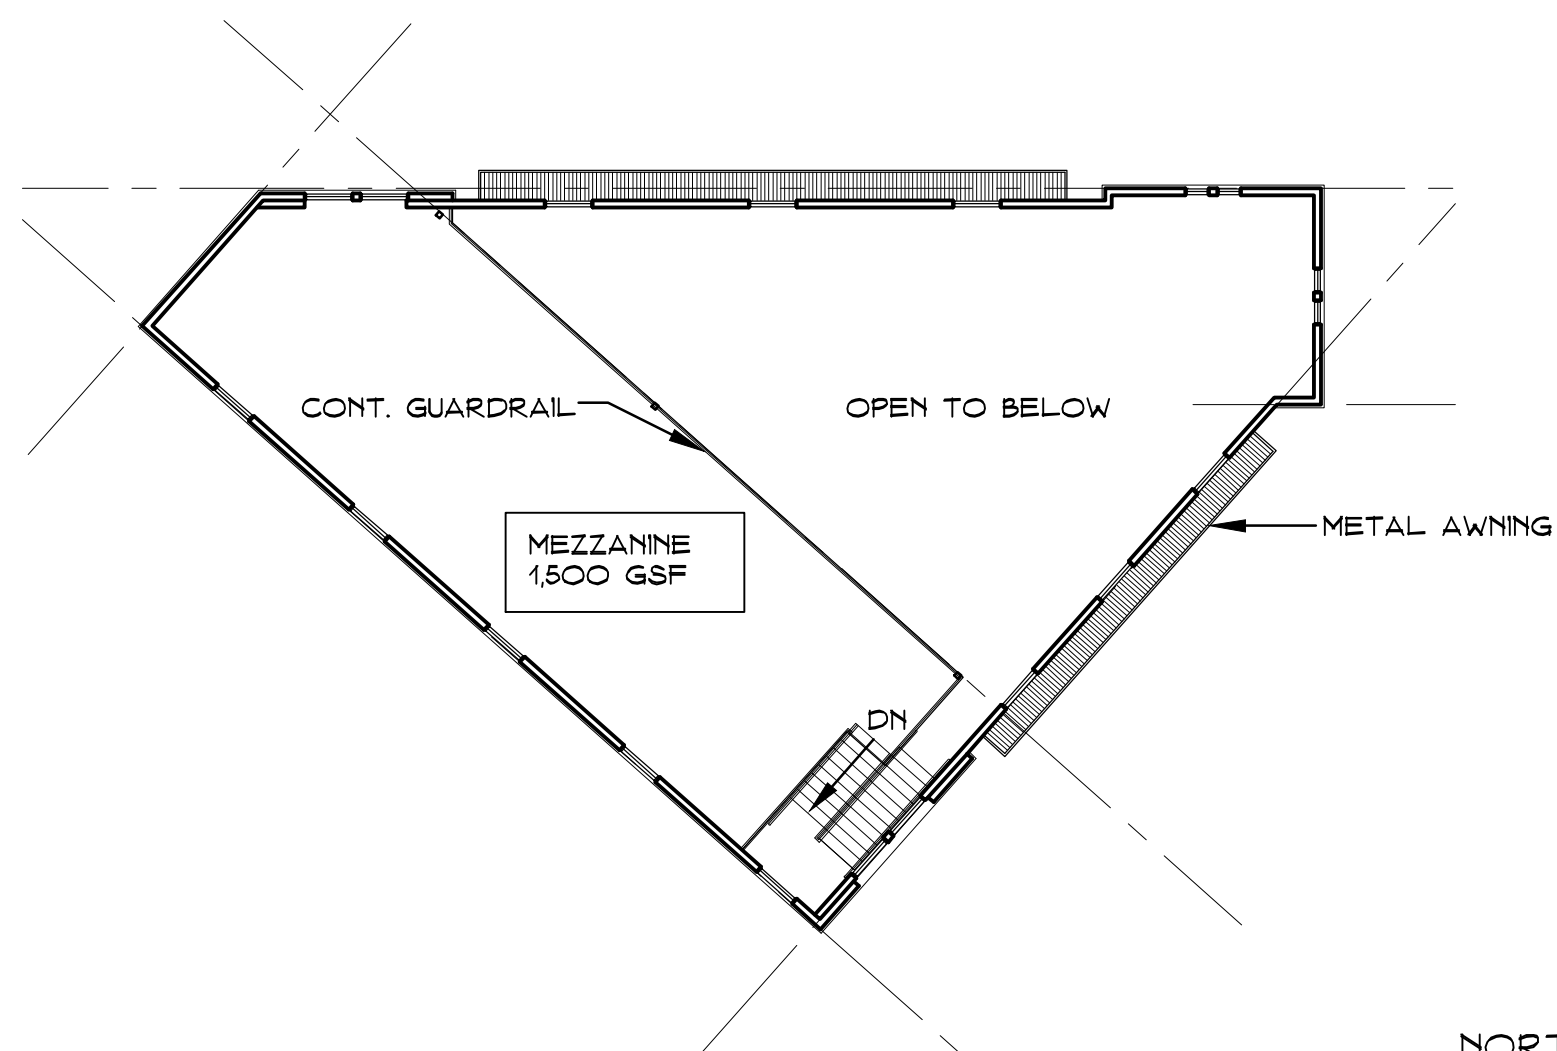 CONT. GUARDRAIL
OPEN TO BELOW
METAL AWNING
MEZZANINE
1,500 GSF
DN